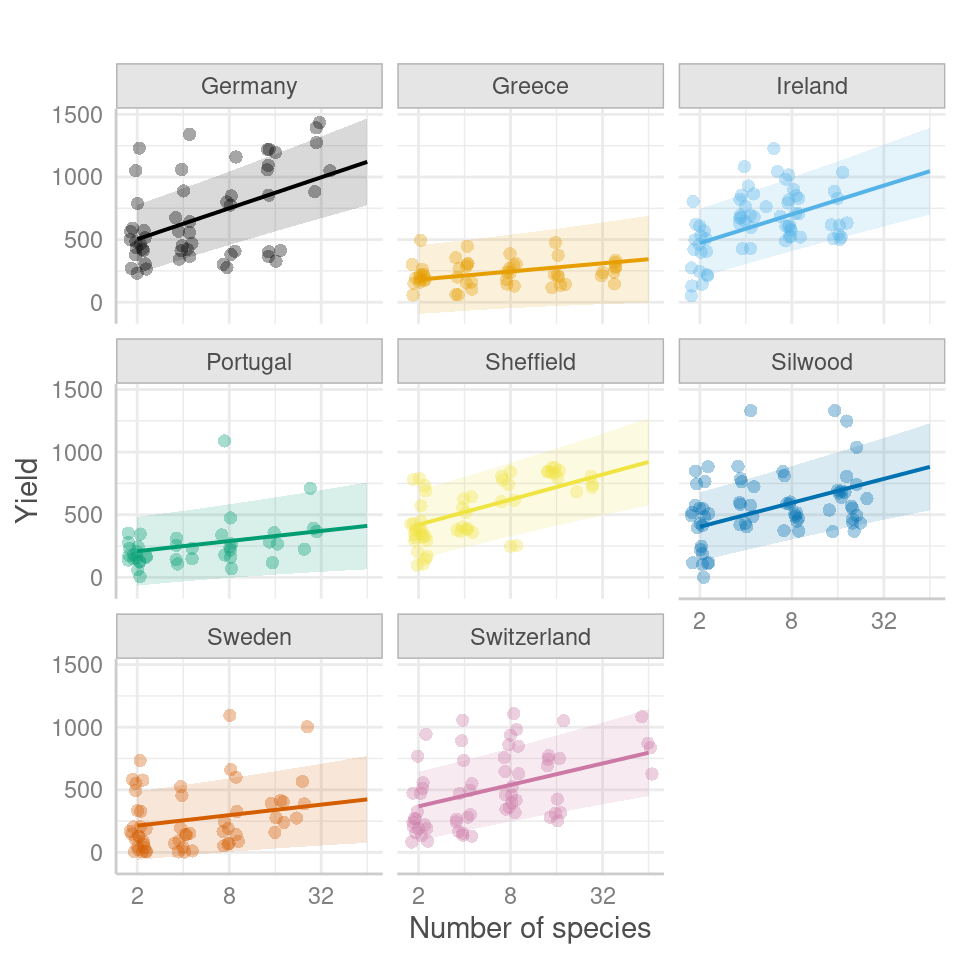 Germany Greece Ireland
1500
1000
500
0
Portugal Sheffield Silwood
1500
1000
500
0
2 8 32
Sweden Switzerland
1500
1000
500
0
2 8 32 2 8 32
Number of species
Yield